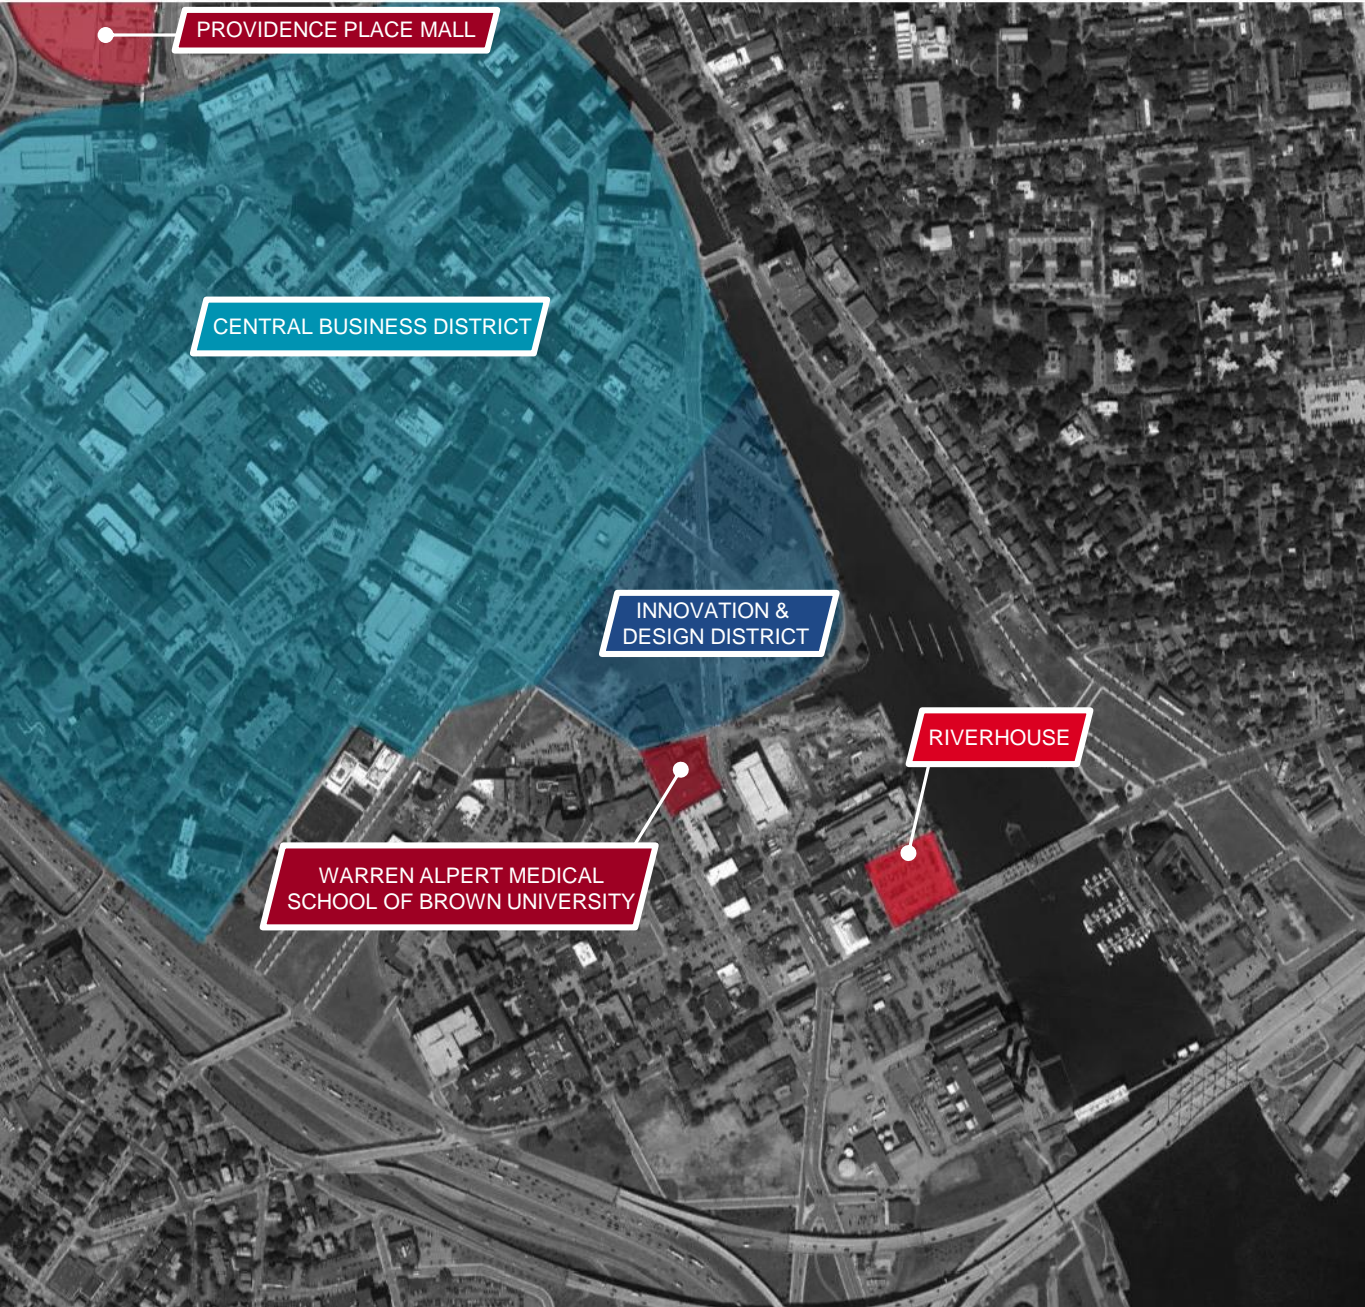 PROVIDENCE PLACE MALL
CENTRAL BUSINESS DISTRICT
INNOVATION &
DESIGN DISTRICT
RIVERHOUSE
WARREN ALPERT MEDICAL
SCHOOL OF BROWN UNIVERSITY